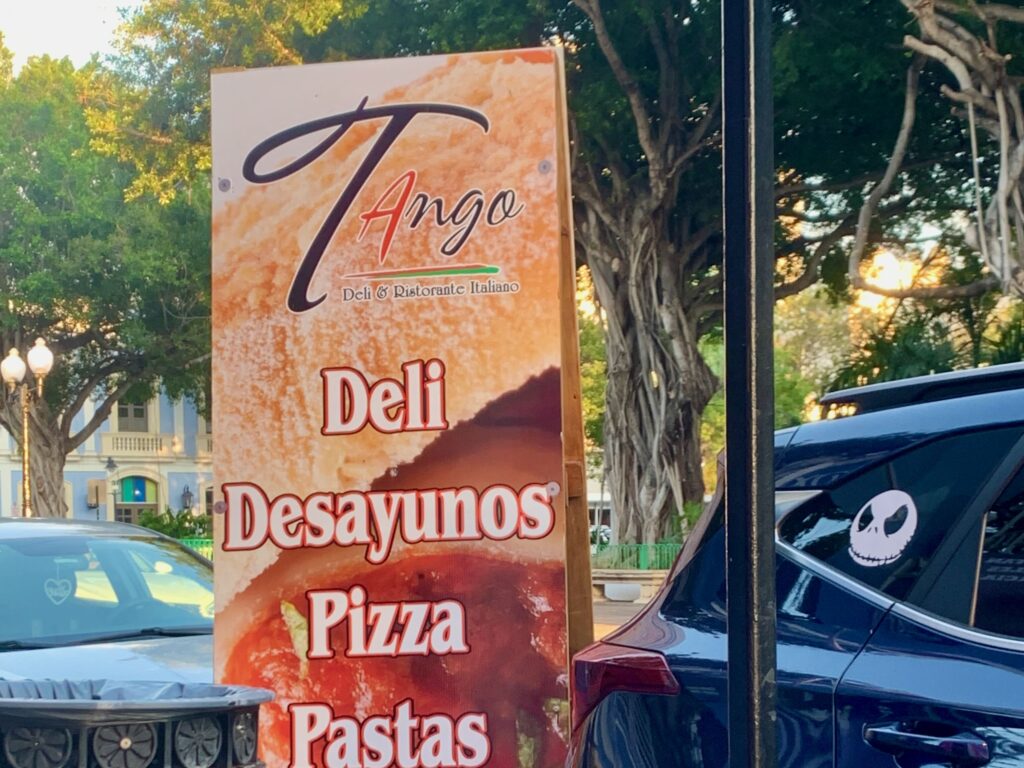 Tango
Deli & Ristorante Italiano
Deli
Desayunos
Pizza
Pastas